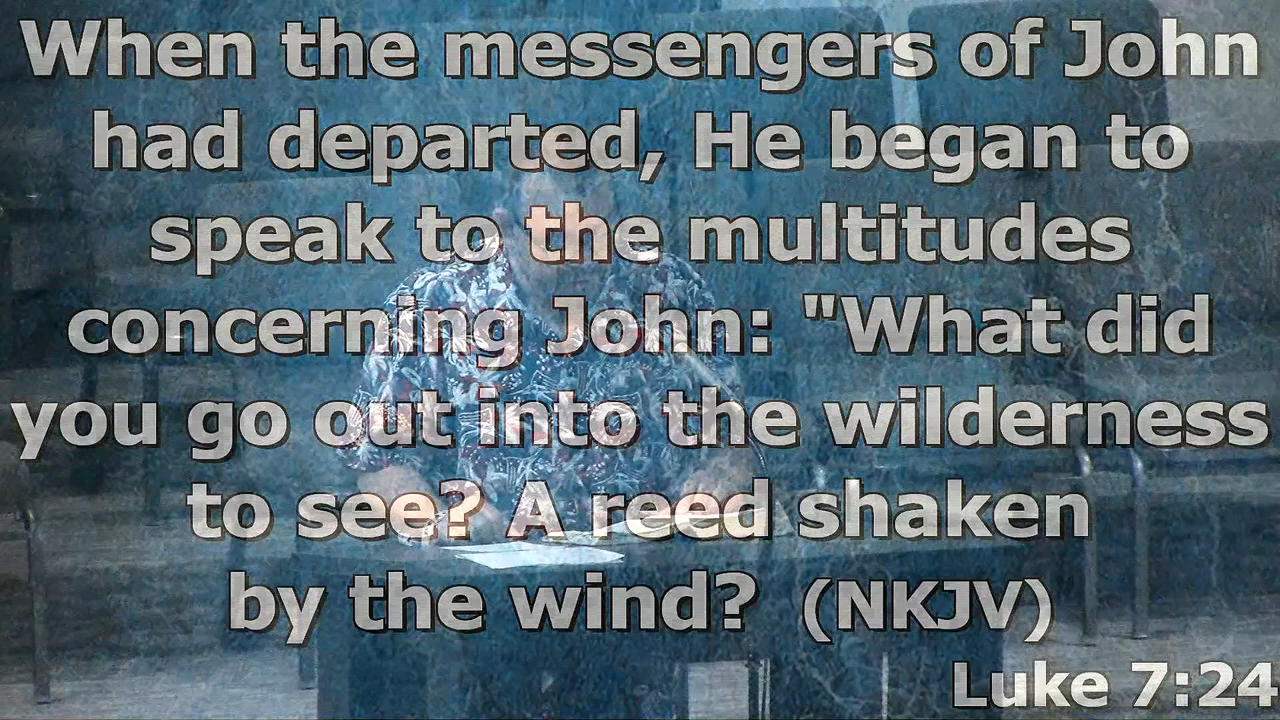 When the messengers of John
had departed, He began to
speak to the multitudes
concerning John: "What did
you go out into the wilderness
to see? A reed shaken
by the wind? (NKJV)
Luke 7:24